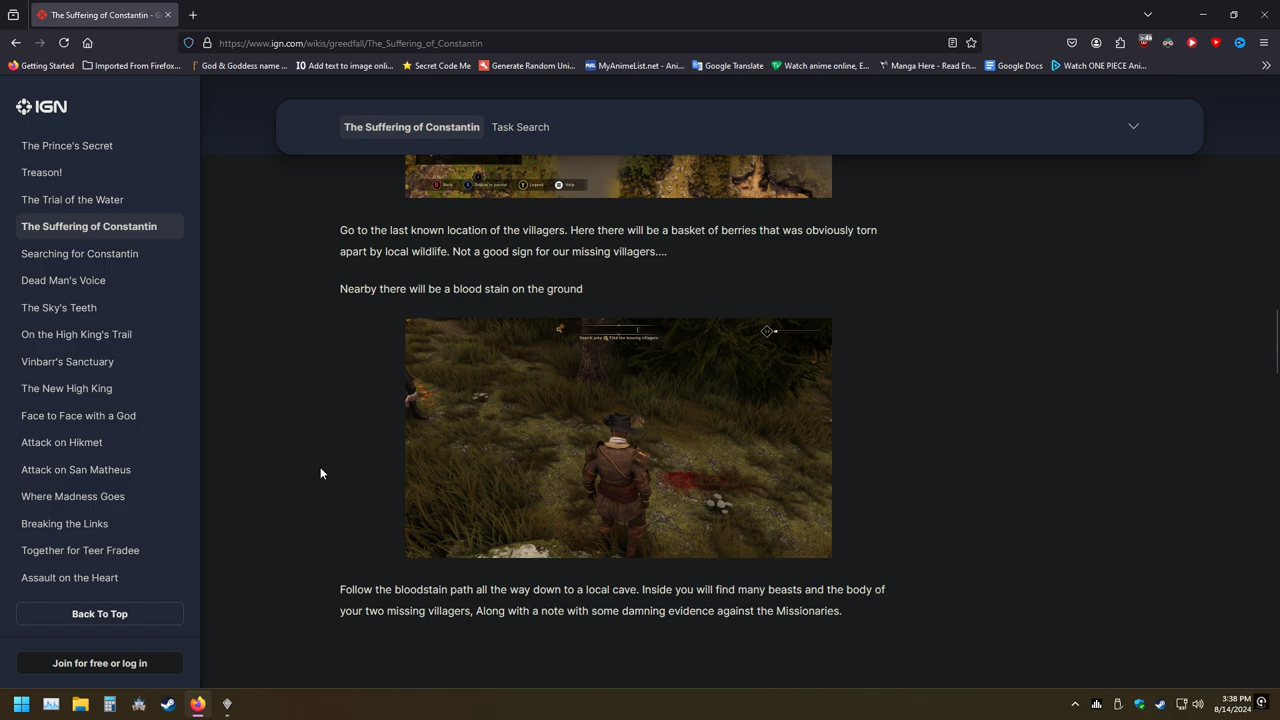 The Suffering of Constantin - G
https://www.ign.com/wikis/greedfall/The_Suffering_of_Constantin
Getting Started
Imported From Firefox...
God & Goddess name ...
Add text to image onli...
Secret Code Me
Generate Random Uni...
MyAnimeList.net - Ani...
Google Translate
Watch anime online, E...
Manga Here - Read En...
Google Docs
Watch ONE PIECE Ani...
IGN
The Prince's Secret
Treason!
The Trial of the Water
The Suffering of Constantin
Searching for Constantin
Dead Man's Voice
The Sky's Teeth
On the High King's Trail
Vinbarr's Sanctuary
The New High King
Face to Face with a God
Attack on Hikmet
Attack on San Matheus
Where Madness Goes
Breaking the Links
Together for Teer Fradee
Assault on the Heart
Back To Top
Join for free or log in
The Suffering of Constantin Task Search
Back
Legend
Help
Go to the last known location of the villagers. Here there will be a basket of berries that was obviously torn
apart by local wildlife. Not a good sign for our missing villagers....
Nearby there will be a blood stain on the ground
E
Search area Find the missing villagers
Follow the bloodstain path all the way down to a local cave. Inside you will find many beasts and the body of
your two missing villagers, Along with a note with some damning evidence against the Missionaries.
3:38 PM
8/14/2024